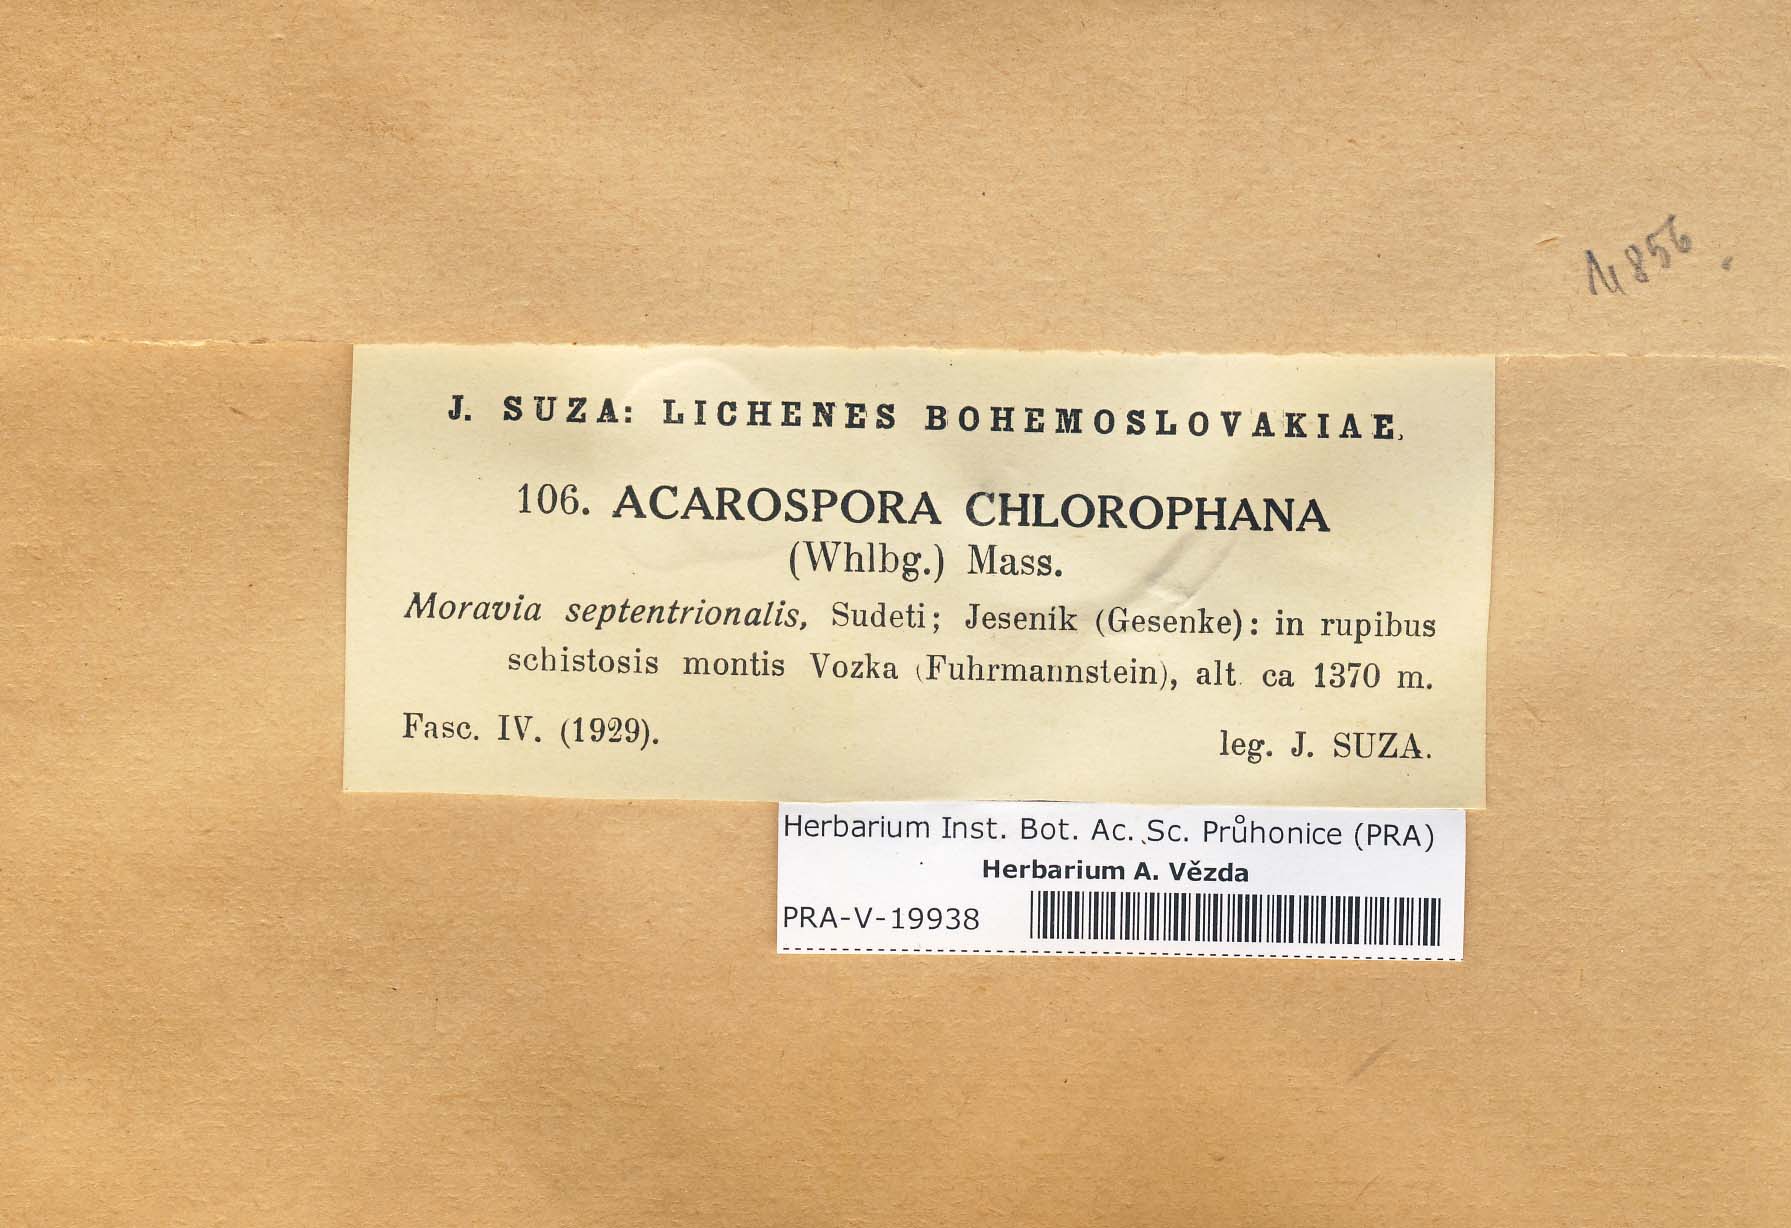 856
J. SUZA: LICHENES BOHEMOSLOVAKIAE.
106. ACAROSPORA CHLOROPHANA
(Whlbg.) Mass.
Moravia septentrionalis, Sudeti; Jeseník (Gesenke): in rupibus
schistosis montis Vozka (Fuhrmannstein), alt. ca 1370 m.
Fasc. IV. (1929). leg. J. SUZA.
Herbarium Inst. Bot. Ac. Sc. Průhonice (PRA)
Herbarium A. Vězda
PRA-V-19938